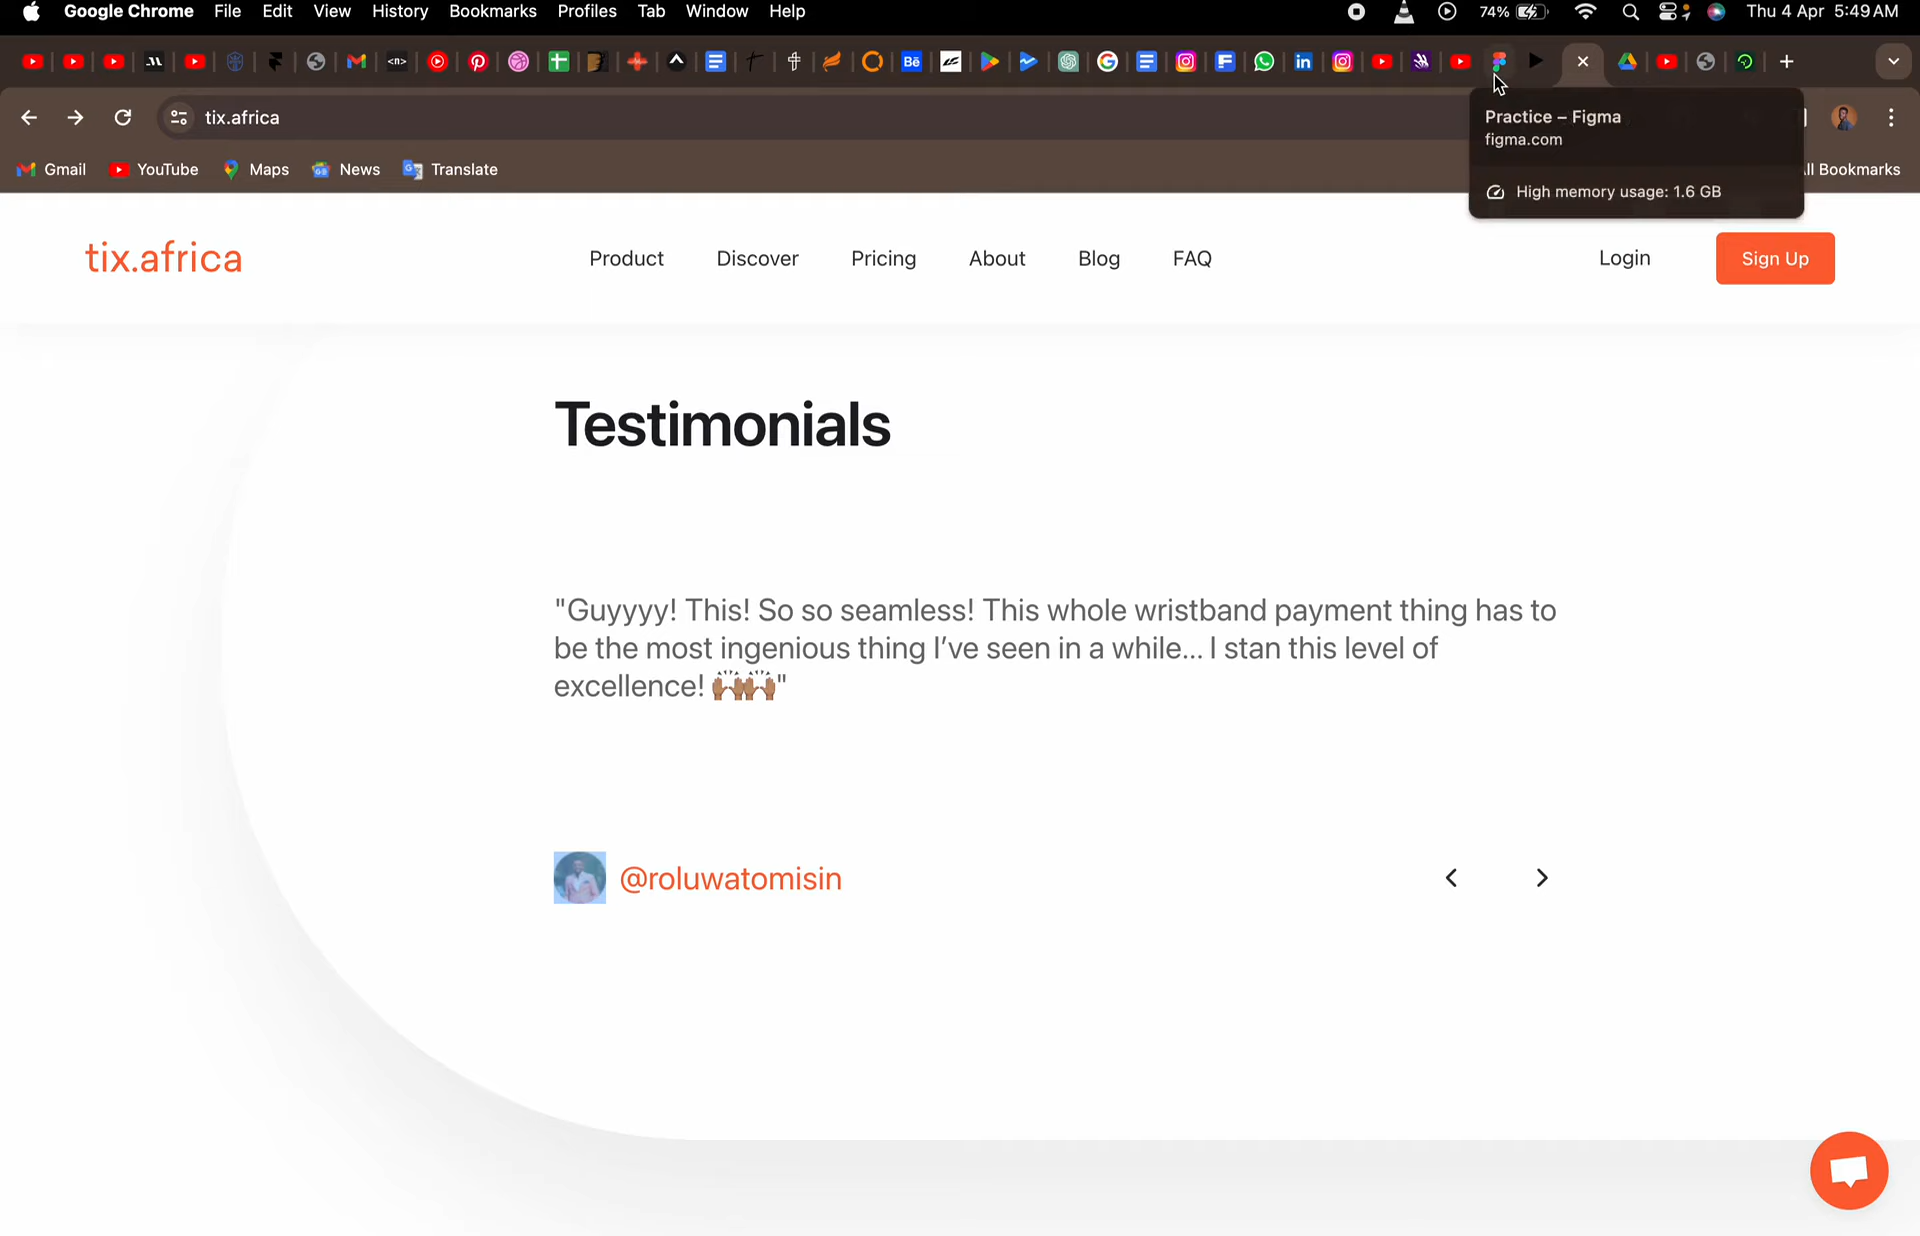 Google Chrome File Edit View History Bookmarks Profiles Tab Window Help 74% Thu 4 Apr 5:49 AM
tix.africa
Practice – Figma
figma.com
High memory usage: 1.6 GB
Gmail YouTube Maps News Translate ll Bookmarks
tix.africa Product Discover Pricing About Blog FAQ Login Sign Up
Testimonials
"Guyyyy! This! So so seamless! This whole wristband payment thing has to
be the most ingenious thing I've seen in a while... I stan this level of
excellence! 🙌🏾🙌🏾"
@roluwatomisin